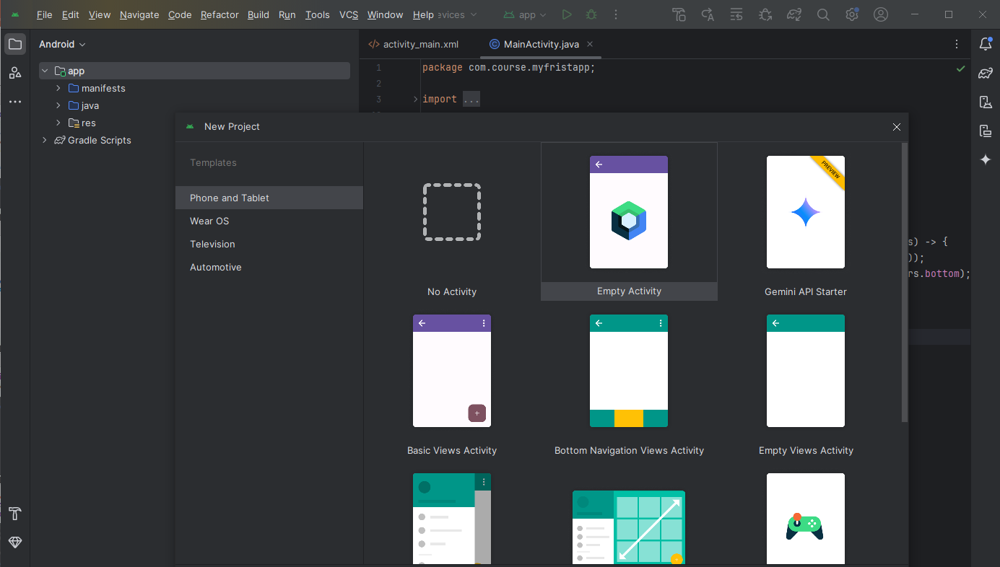 File Edit View Navigate Code Refactor Build Run Tools VCS Window Help evices app
Android
activity_main.xml
MainActivity.java
app
manifests
java
res
Gradle Scripts
1 package com.course.myfristapp;
2
3 import ...
New Project
Templates
Phone and Tablet
Wear OS
Television
Automotive
PREVIEW
No Activity
Empty Activity
Gemini API Starter
Basic Views Activity
Bottom Navigation Views Activity
Empty Views Activity
s) -> {
));
rs.bottom);